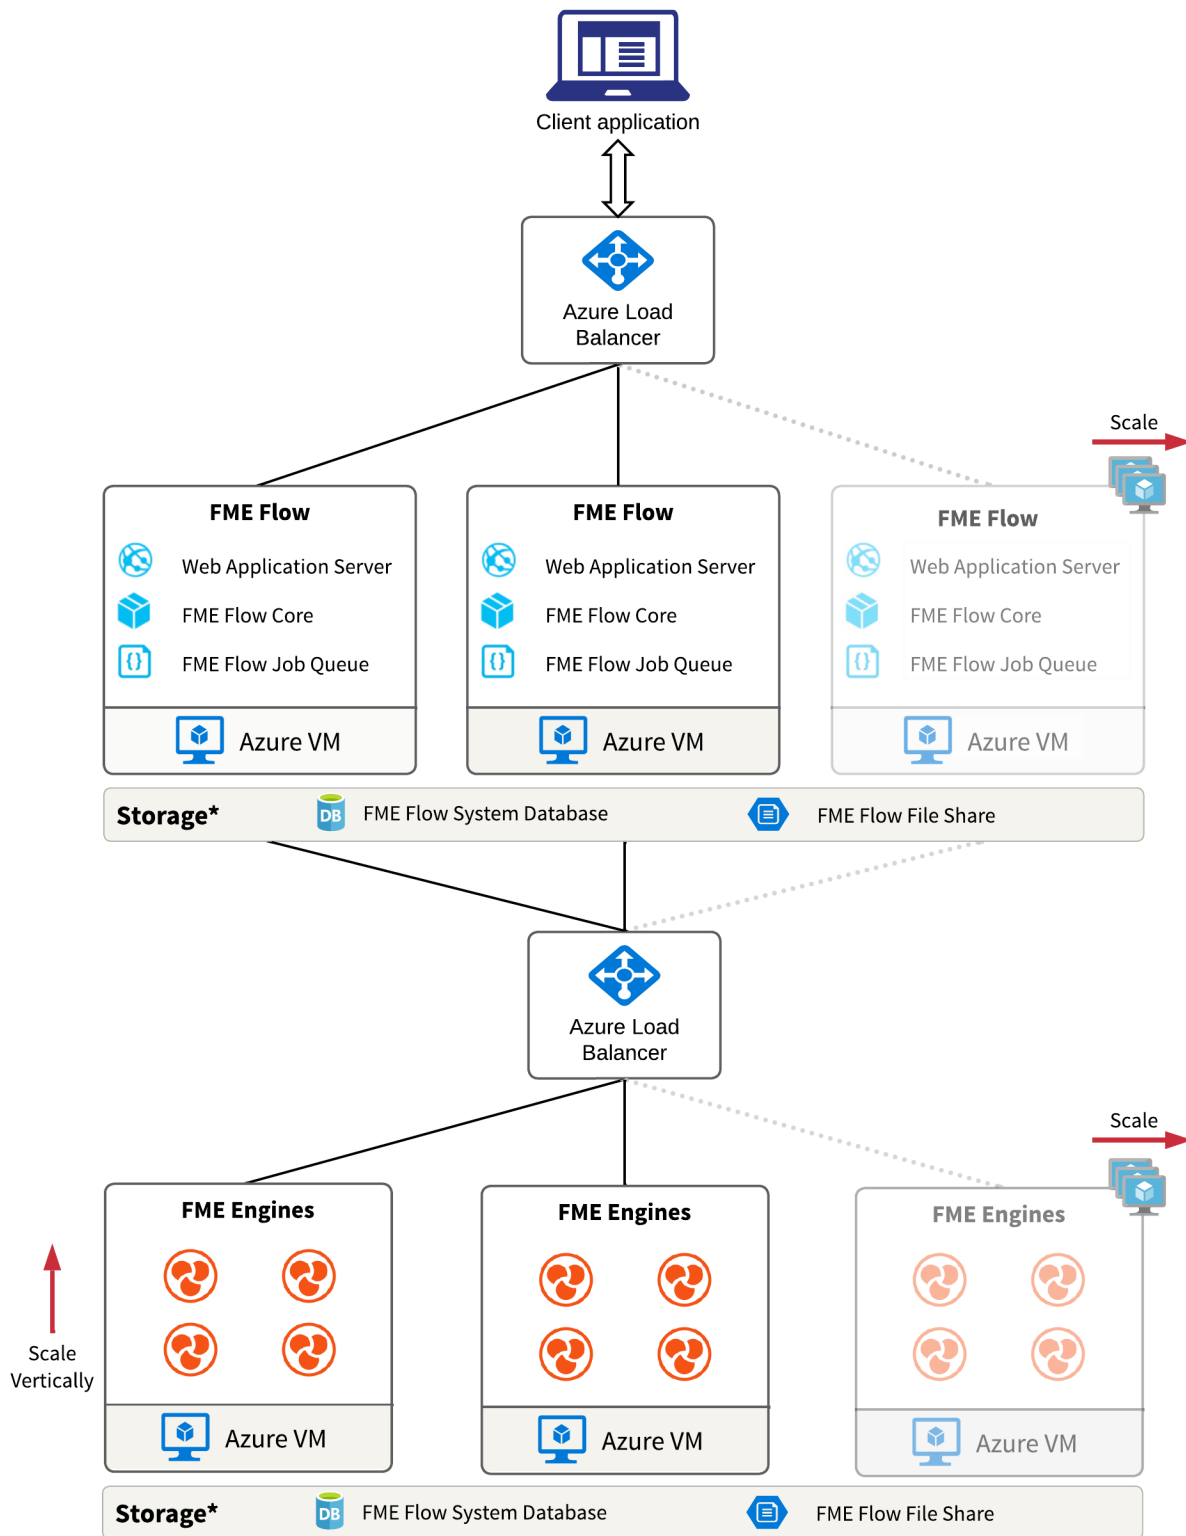 Client application
Azure Load
Balancer
Scale
FME Flow
Web Application Server
FME Flow Core
FME Flow Job Queue
Azure VM
FME Flow
Web Application Server
FME Flow Core
FME Flow Job Queue
Azure VM
FME Flow
Web Application Server
FME Flow Core
FME Flow Job Queue
Azure VM
Storage*
DB
FME Flow System Database
FME Flow File Share
Azure Load
Balancer
Scale
Scale
Vertically
FME Engines
Azure VM
FME Engines
Azure VM
FME Engines
Azure VM
Storage*
DB
FME Flow System Database
FME Flow File Share